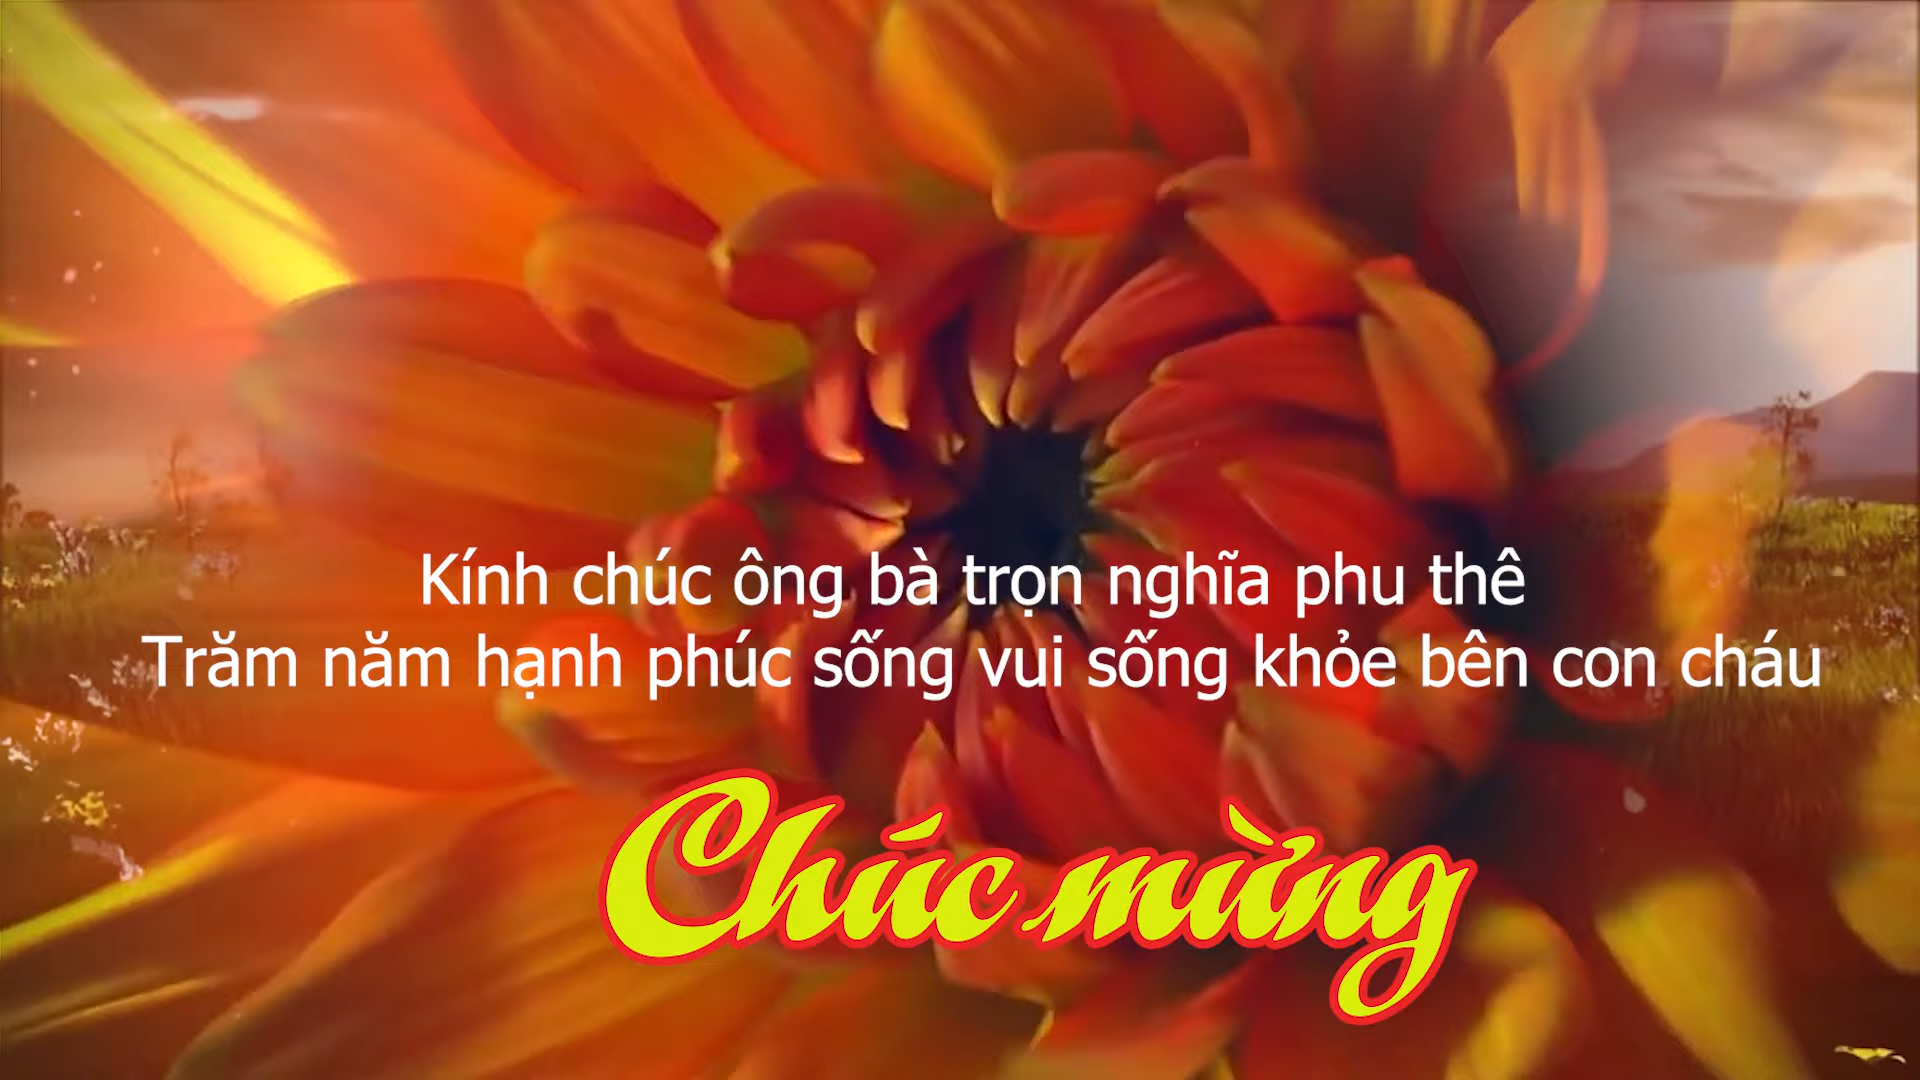 Kính chúc ông bà trọn nghĩa phu thê
Trăm năm hạnh phúc sống vui sống khỏe bên con cháu
Chúc mừng